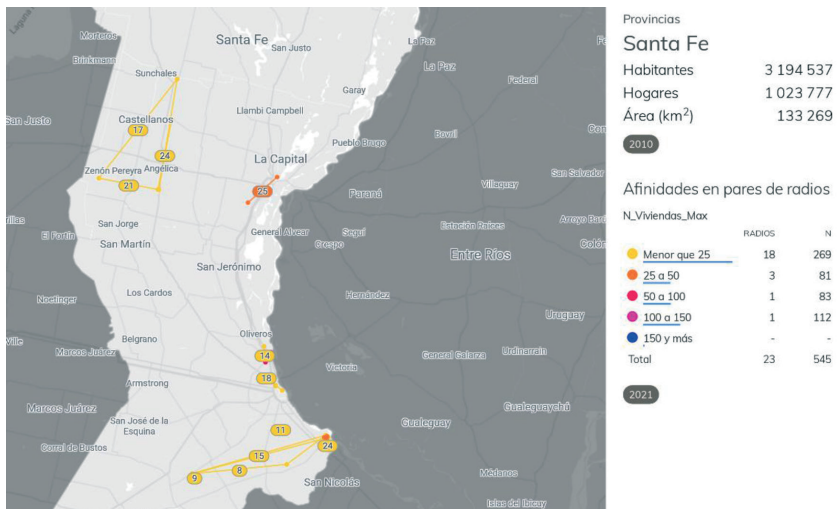 Laguna
Morteros
Brinkmann
Santa Fe
San Justo
La Paz
La Paz
Sunchales
Federal
Garay
San Justo
Castellanos
Llambi Campbell
17
Pueblo Brugo
Bovril
24
La Capital
Zenón Pereyra
Angélica
San Salvador
21
25
Paraná
Villaguay
San Jorge
El Fortín
General Alvear
Seguí
Estación Raíces
Arroyo Barú
San Martín
Crespo
Entre Ríos
Colón
San Jerónimo
Noetinger
Los Cardos
Hernández
Uruguay
Oliveros
Belgrano
Marcos Juárez
14
Victoria
General Galarza
Urdinarrain
Armstrong
18
Marcos Juárez
Gualeguaychú
San José de la
Esquina
11
Gualeguay
Corral de Bustos
15
24
9
8
Médanos
San Nicolás
Islas del Ibicuy
Provincias
Santa Fe
Habitantes 3 194 537
Hogares 1 023 777
Área (km²) 133 269
2010
Afinidades en pares de radios
N_Viviendas_Max
RADIOS N
Menor que 25 18 269
25 a 50 3 81
50 a 100 1 83
100 a 150 1 112
150 y más - -
Total 23 545
2021